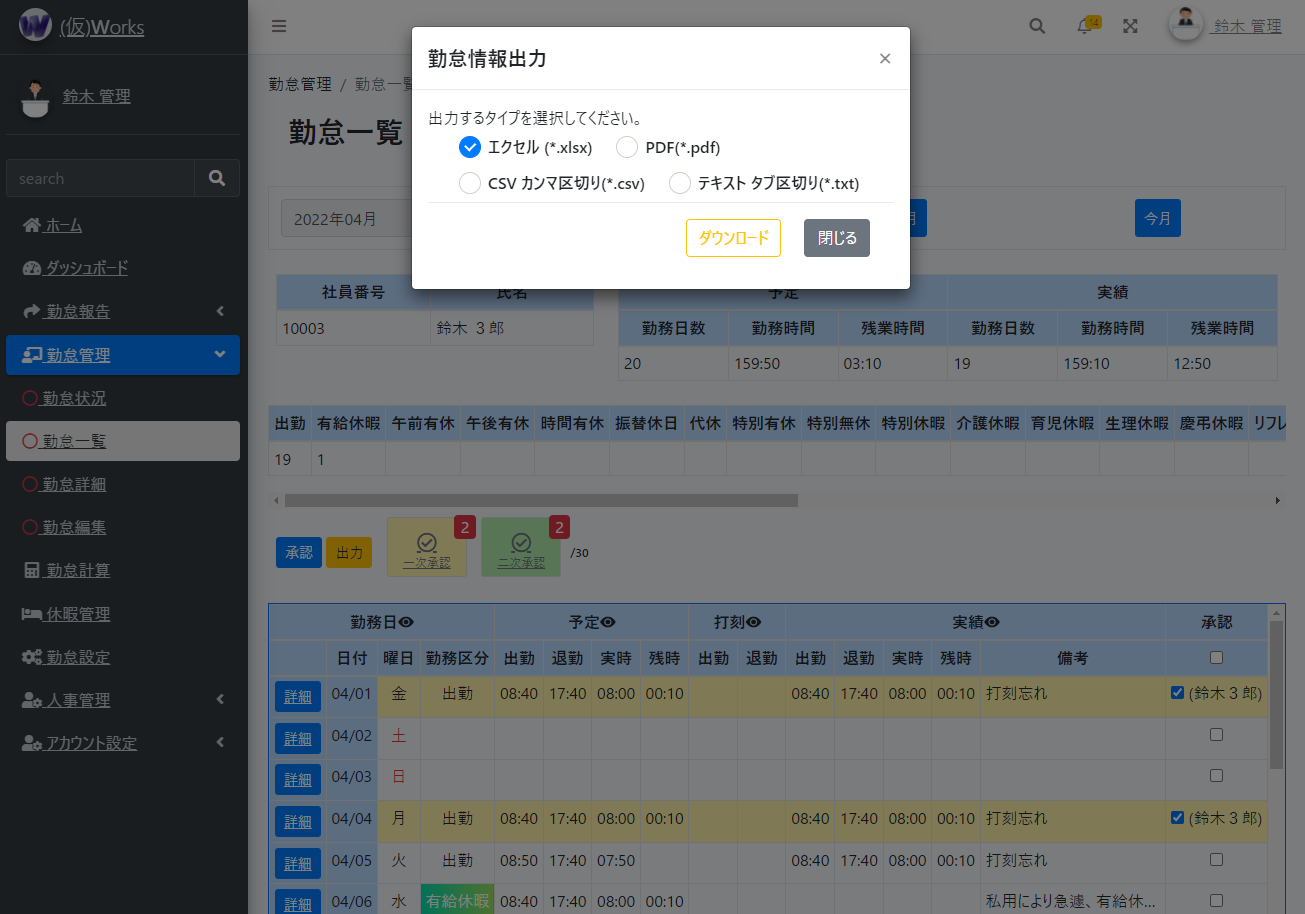 (仮)Works
14
鈴木 管理
鈴木 管理
search
ホーム
ダッシュボード
勤怠報告
勤怠管理
勤怠状況
勤怠一覧
勤怠詳細
勤怠編集
勤怠計算
休暇管理
勤怠設定
人事管理
アカウント設定
勤怠管理 / 勤怠一覧
勤怠一覧
勤怠情報出力 ×
出力するタイプを選択してください。
エクセル (*.xlsx) PDF(*.pdf)
CSV カンマ区切り(*.csv) テキスト タブ区切り(*.txt)
ダウンロード 閉じる
2022年04月 月 今月
社員番号 氏名
10003 鈴木 3 郎
予定 実績
勤務日数 勤務時間 残業時間 勤務日数 勤務時間 残業時間
20 159:50 03:10 19 159:10 12:50
出勤 有給休暇 午前有休 午後有休 時間有休 振替休日 代休 特別有休 特別無休 特別休暇 介護休暇 育児休暇 生理休暇 慶弔休暇 リフレ
19 1
承認 出力 一次承認 2 二次承認 2 /30
勤務日 予定 打刻 実績 承認
日付 曜日 勤務区分 出勤 退勤 実時 残時 出勤 退勤 出勤 退勤 実時 残時 備考
詳細 04/01 金 出勤 08:40 17:40 08:00 00:10 08:40 17:40 08:00 00:10 打刻忘れ (鈴木 3 郎)
詳細 04/02 土
詳細 04/03 日
詳細 04/04 月 出勤 08:40 17:40 08:00 00:10 08:40 17:40 08:00 00:10 打刻忘れ (鈴木 3 郎)
詳細 04/05 火 出勤 08:50 17:40 07:50 08:40 17:40 08:00 00:10 打刻忘れ
詳細 04/06 水 有給休暇 08:40 17:40 08:00 00:10 私用により急遽、有給休...